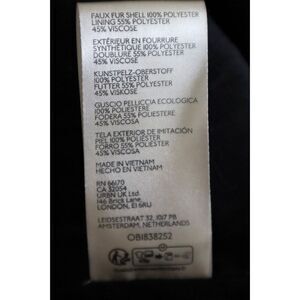 FAUX FUR SHELL 100% POLYESTER
LINING 55% POLYESTER
45% VISCOSE
EXTÉRIEUR EN FOURRURE
SYNTHÉTIQUE 100% POLYESTER
DOUBLURE 55% POLYESTER
45% VISCOSE
KUNSTPELZ-OBERSTOFF
100% POLYESTER
FUTTER 55% POLYESTER
45% VISKOSE
GUSCIO PELLICCIA ECOLOGICA
100% POLIESTERE
FODERA 55% POLIESTERE
45% VISCOSA
TELA EXTERIOR DE IMITACIÓN
PIEL 100% POLIÉSTER
FORRO 55% POLIÉSTER
45% VISCOSA
MADE IN VIETNAM
HECHO EN VIETNAM
RN 66170
CA 32054
URBN UK Ltd
146 Brick Lane,
LONDON, E1 6RU
LEIDSESTRAAT 32, 1017 PB
AMSTERDAM, NETHERLANDS
OB1838252